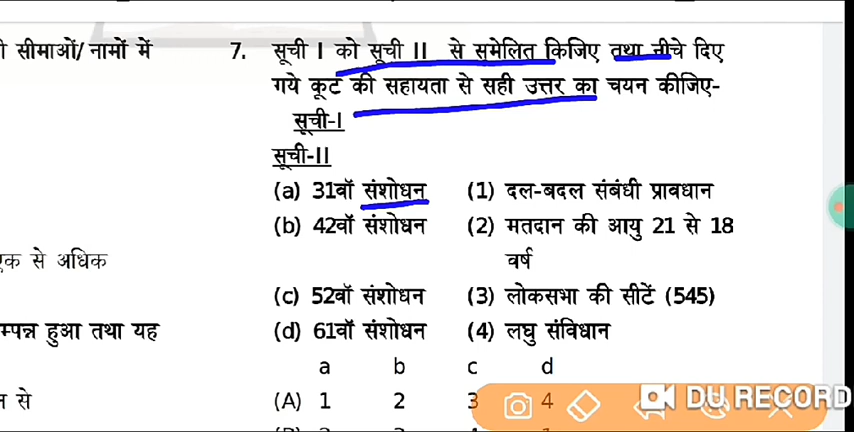 सीमाओं/ नामों में
7. सूची I को सूची II से सुमेलित किजिए तथा नीचे दिए
गये कूट की सहायता से सही उत्तर का चयन कीजिए-
सूची-I
सूची-II
(a) 31वॉ संशोधन (1) दल-बदल संबंधी प्रावधान
(b) 42वॉ संशोधन (2) मतदान की आयु 21 से 18
वर्ष
एक से अधिक
(c) 52वॉ संशोधन (3) लोकसभा की सीटें (545)
म्पन्न हुआ तथा यह (d) 61वॉ संशोधन (4) लघु संविधान
a b c d
से (A) 1 2 3 4
DU RECORD